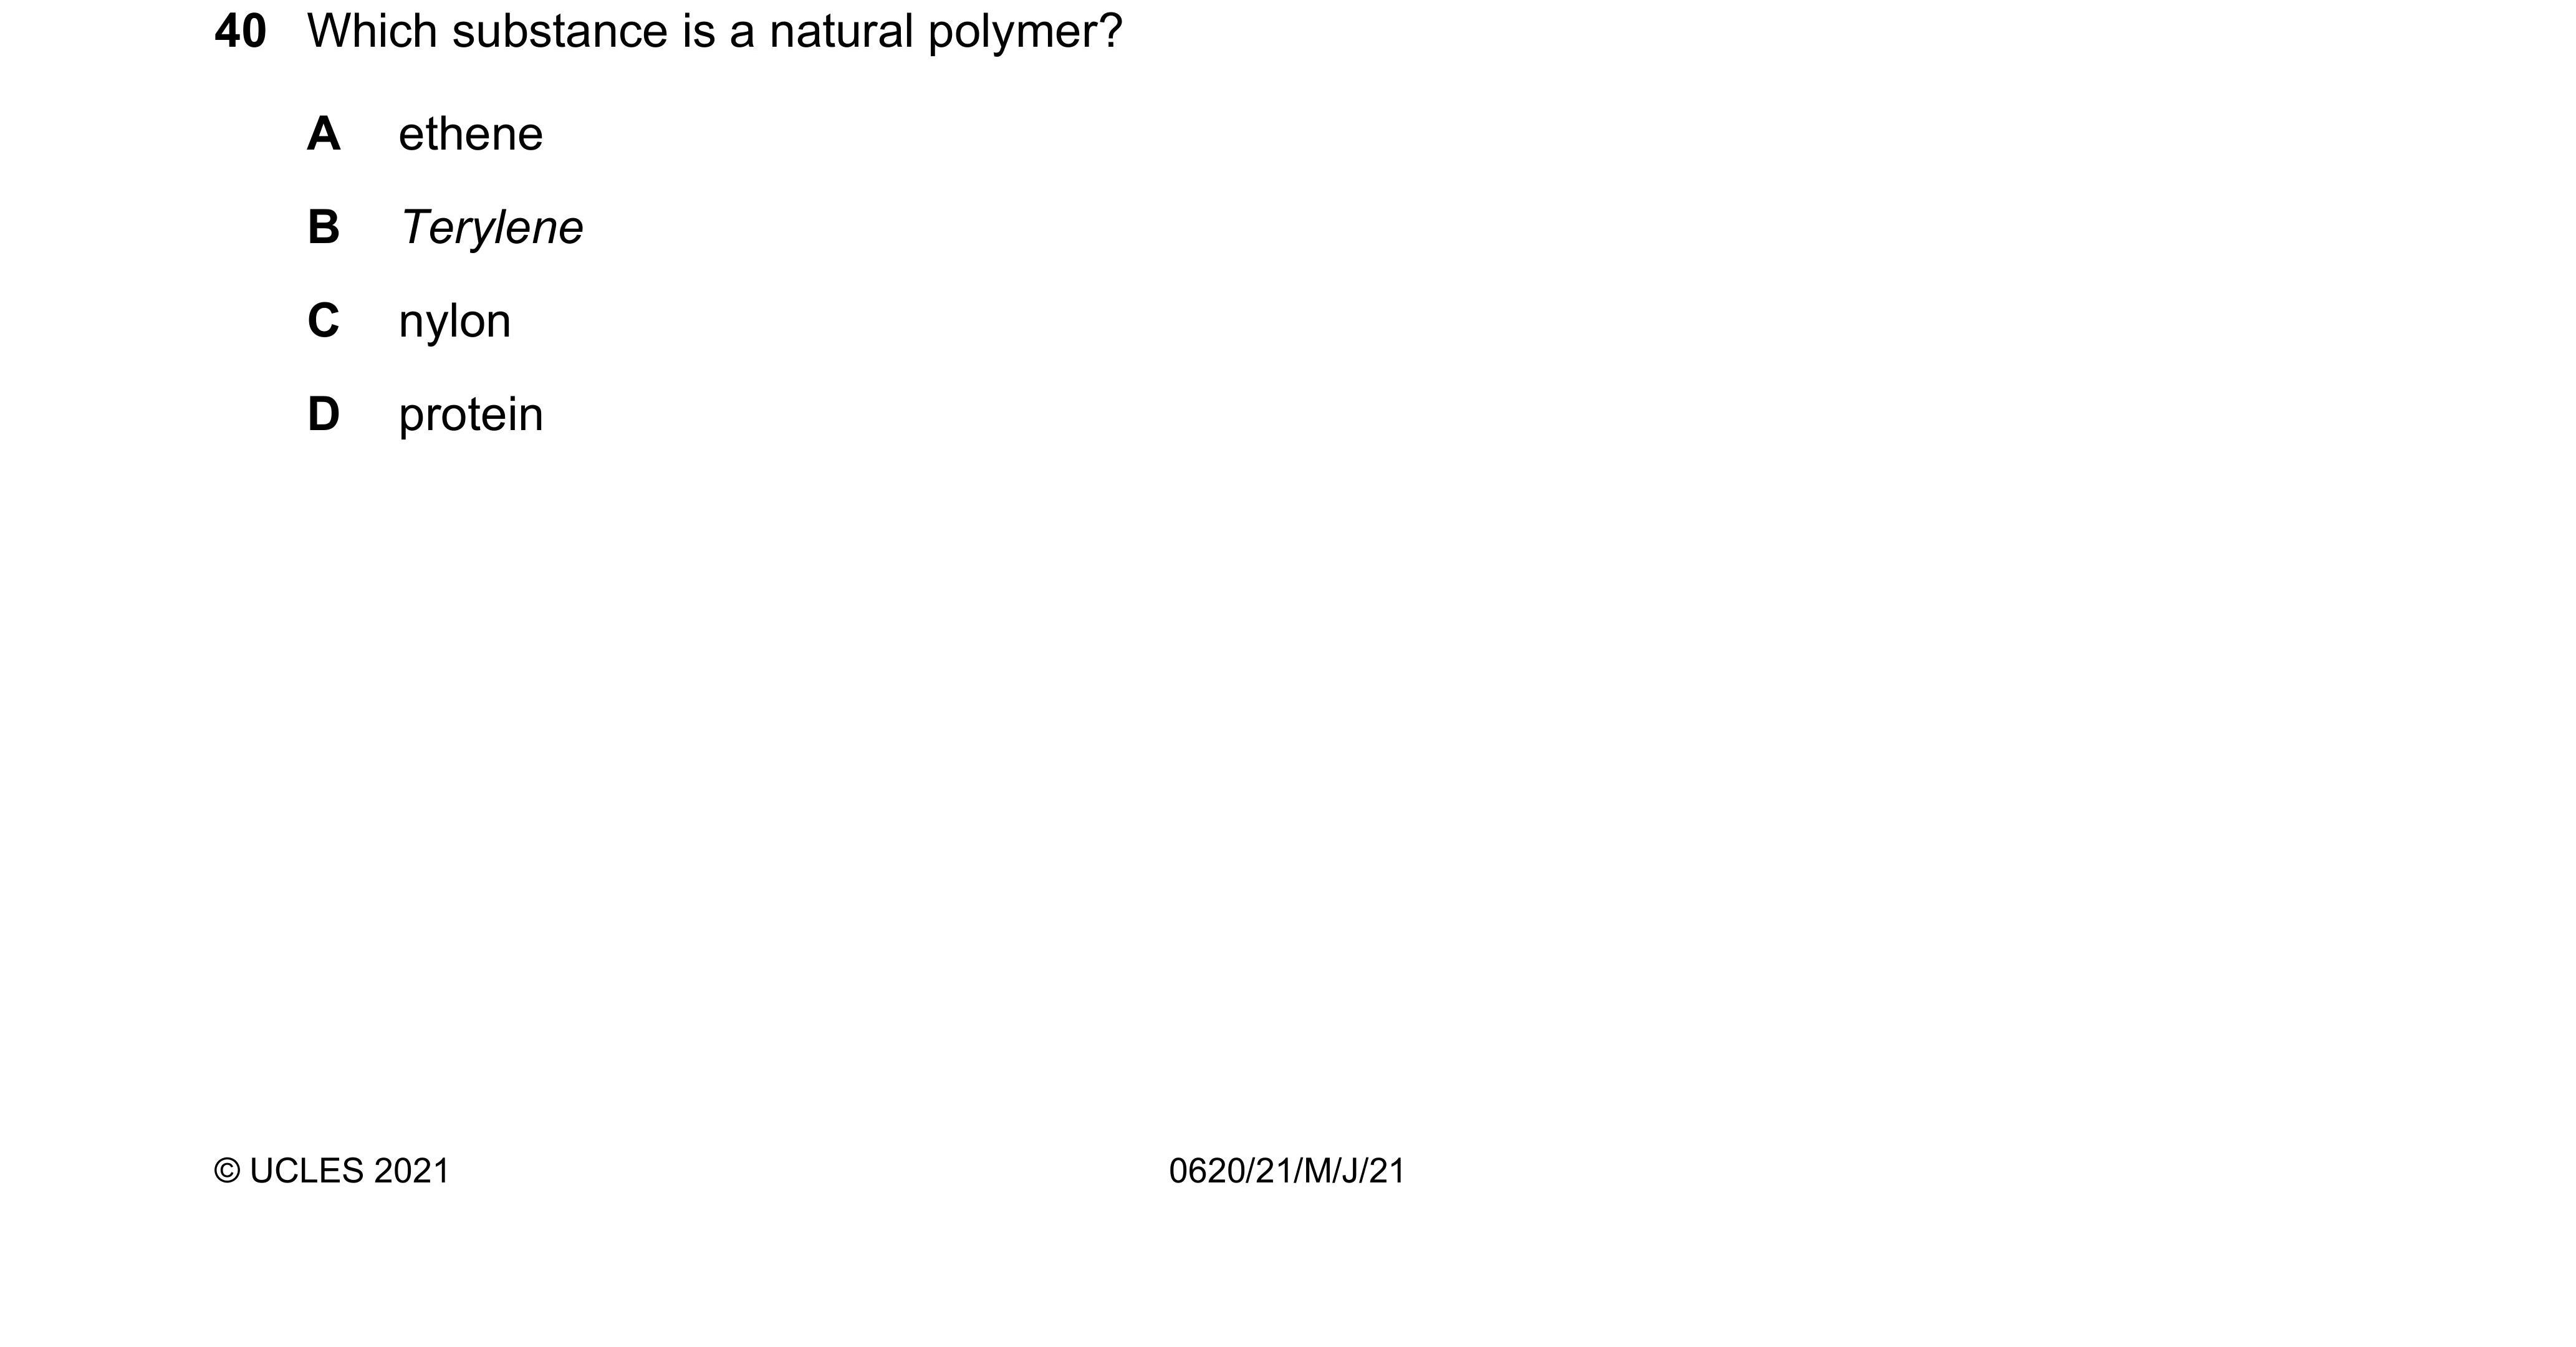 40 Which substance is a natural polymer?
A ethene
B Terylene
C nylon
D protein
© UCLES 2021 0620/21/M/J/21